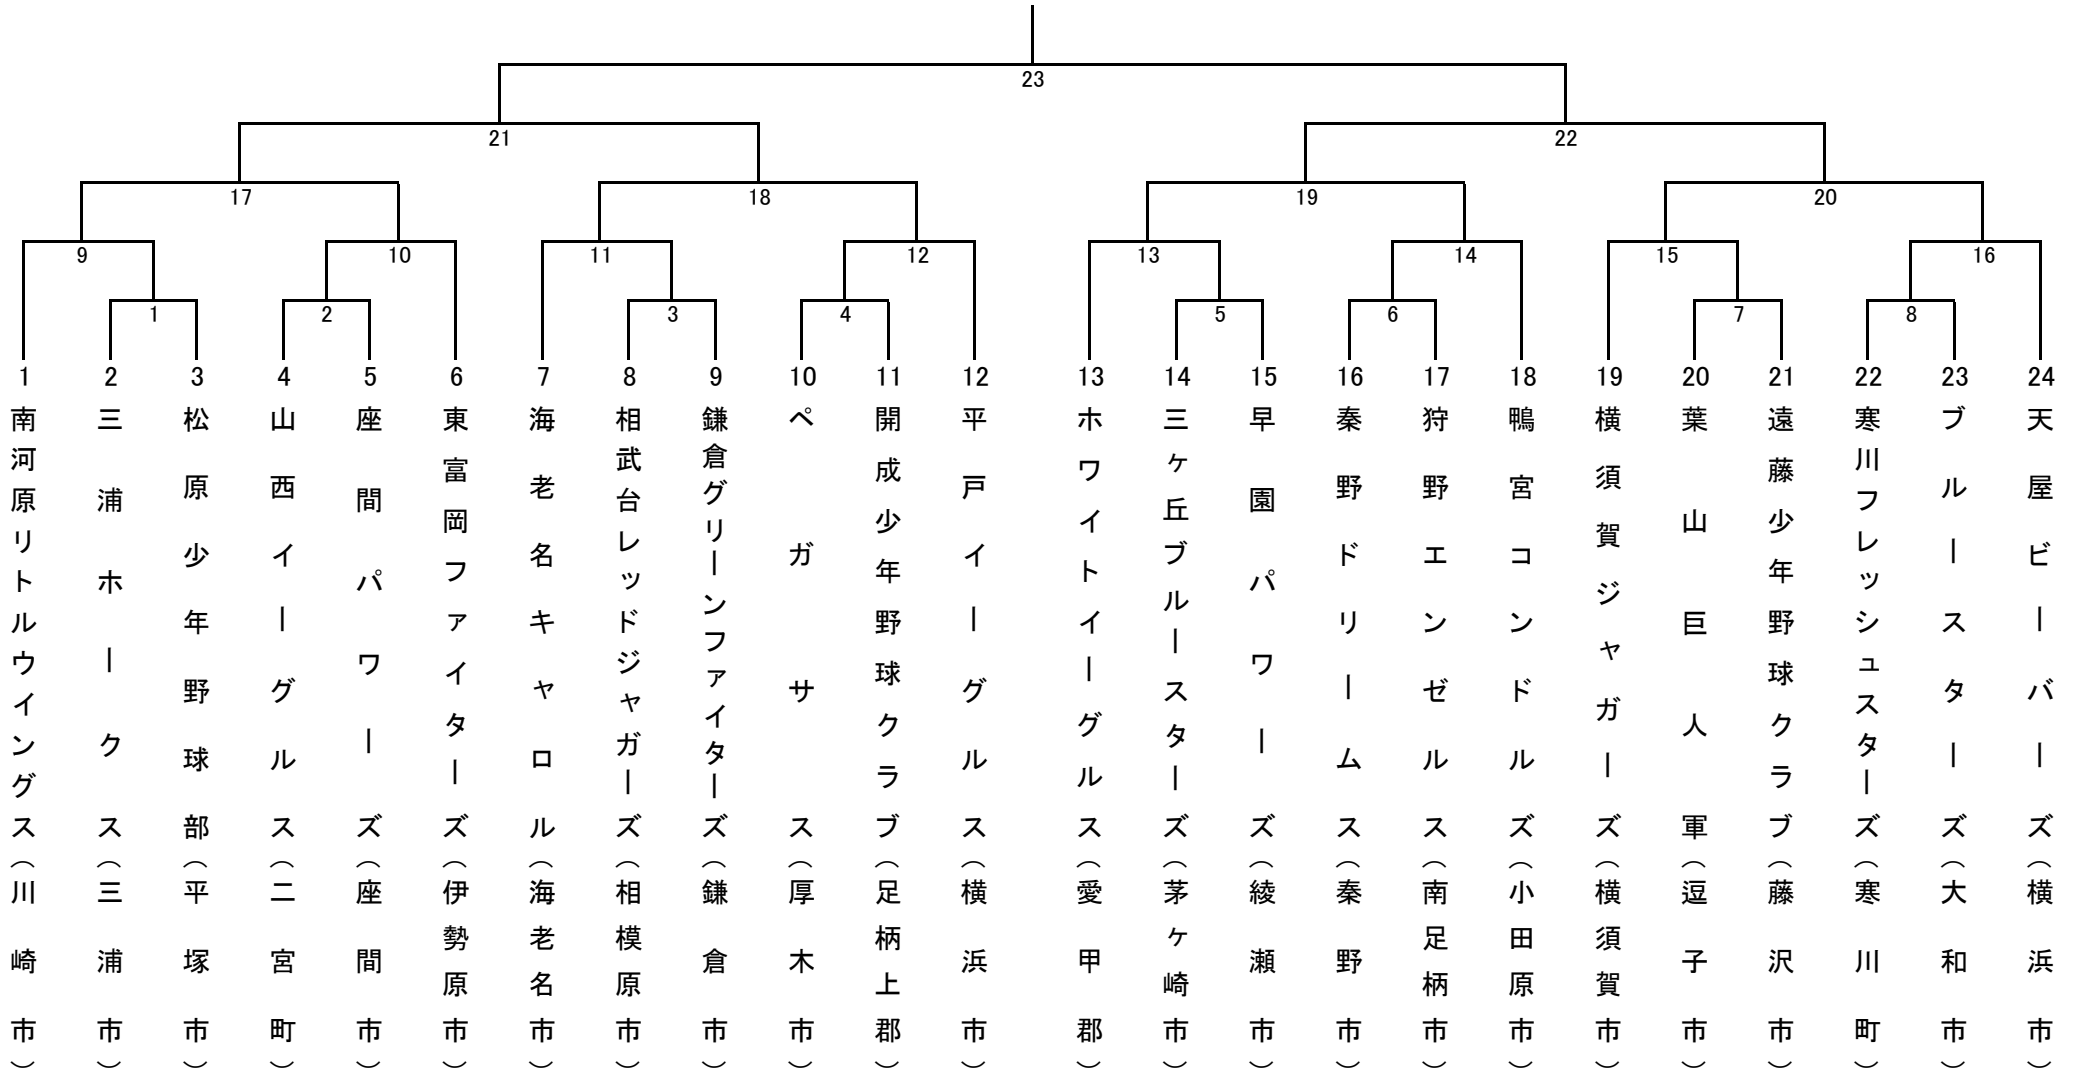 23
21
22
17
18
19
20
9
10
11
12
13
14
15
16
1
2
3
4
5
6
7
8
1 南河原リトルウイングス（川崎市）
2 三浦ホークス（三浦市）
3 松原少年野球部（平塚市）
4 山西イーグルス（二宮町）
5 座間パワーズ（座間市）
6 東富岡ファイターズ（伊勢原市）
7 海老名キャロル（海老名市）
8 相武台レッドジャガーズ（相模原市）
9 鎌倉グリーンファイターズ（鎌倉市）
10 ペガサス（厚木市）
11 開成少年野球クラブ（足柄上郡）
12 平戸イーグルス（横浜市）
13 ホワイトイーグルス（愛甲郡）
14 三ヶ丘ブルースターズ（茅ヶ崎市）
15 早園パワーズ（綾瀬市）
16 秦野ドリームス（秦野市）
17 狩野エンゼルス（南足柄市）
18 鴨宮コンドルズ（小田原市）
19 横須賀ジャガーズ（横須賀市）
20 葉山巨人軍（逗子市）
21 遠藤少年野球クラブ（藤沢市）
22 寒川フレッシュスターズ（寒川町）
23 ブルースターズ（大和市）
24 天屋ビーバーズ（横浜市）